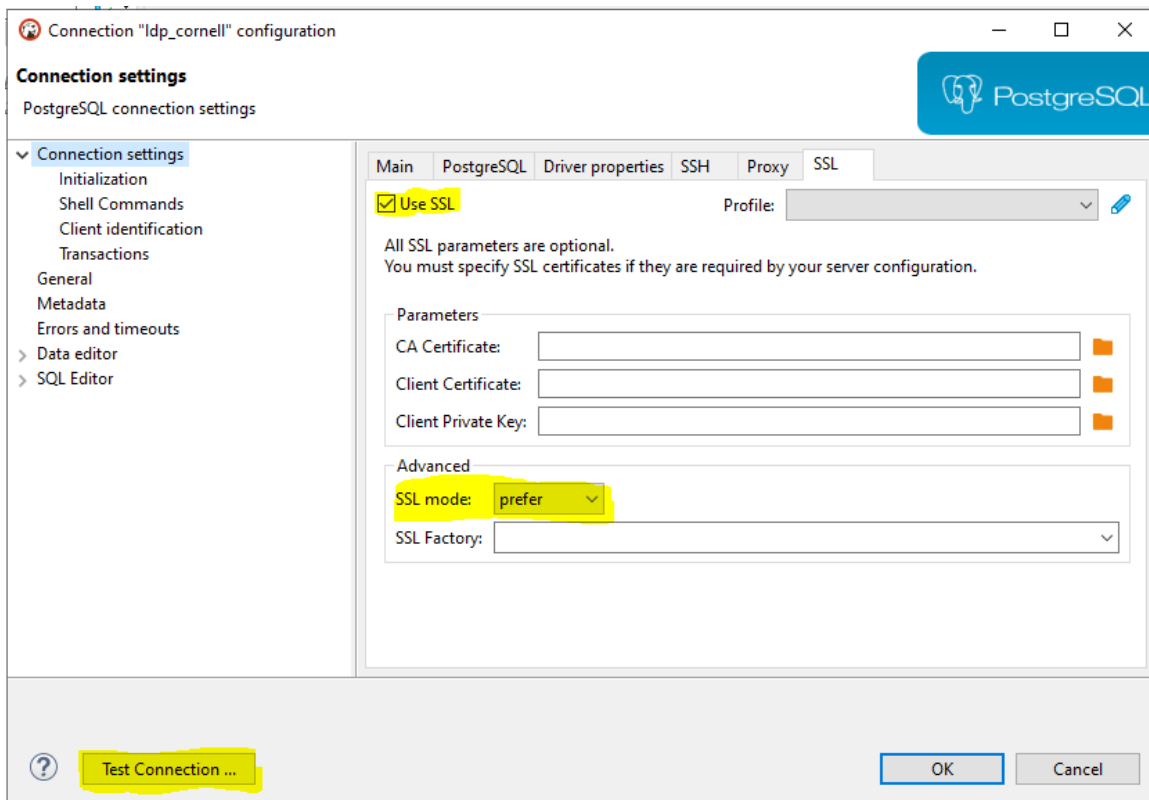 Connection "ldp_cornell" configuration
Connection settings
PostgreSQL connection settings
PostgreSQL
Connection settings
Initialization
Shell Commands
Client identification
Transactions
General
Metadata
Errors and timeouts
Data editor
SQL Editor
Main PostgreSQL Driver properties SSH Proxy SSL
Use SSL Profile:
All SSL parameters are optional.
You must specify SSL certificates if they are required by your server configuration.
Parameters
CA Certificate:
Client Certificate:
Client Private Key:
Advanced
SSL mode: prefer
SSL Factory:
? Test Connection ... OK Cancel